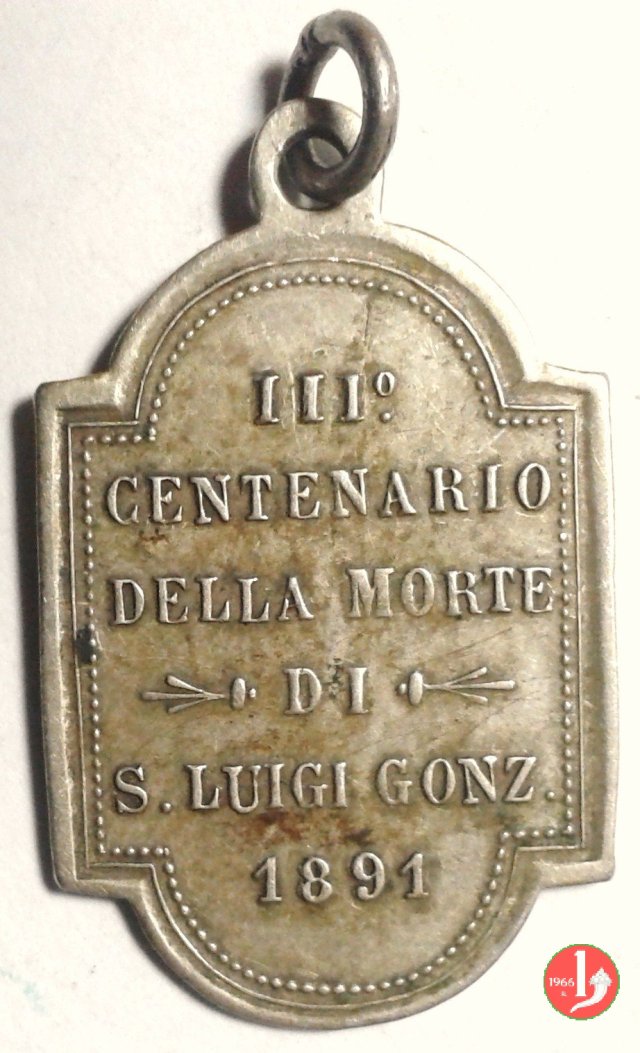 IIIº.
CENTENARIO
DELLA MORTE
DI
S. LUIGI GONZ.
1891
1966